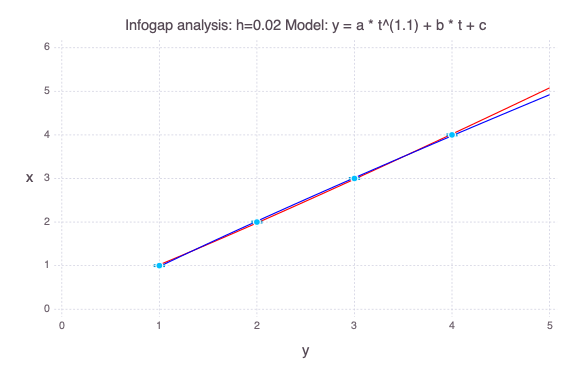 Infogap analysis: h=0.02 Model: y = a * t^(1.1) + b * t + c
6
5
4
x
3
2
1
0
0 1 2 3 4 5
y